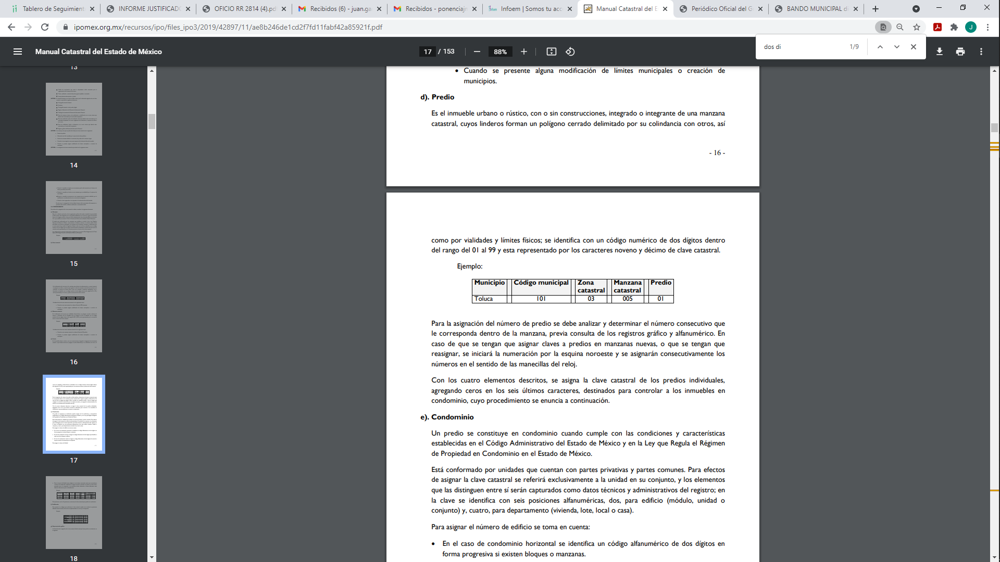 Tablero de Seguimient
INFORME JUSTIFICADO
OFICIO RR 2814 (4).pdf
Recibidos (6) - juan.ga
Recibidos - ponenciajm
Infoem | Somos tu acc
Manual Catastral del E
Periódico Oficial del G
BANDO MUNICIPAL d
ipomex.org.mx/recursos/ipo/files_ipo3/2019/42897/11/ae8b246de1cd2f7fd11fabf42a85921f.pdf
J
Manual Catastral del Estado de México
17 / 153
88%
dos di
1/9
13
14
15
16
17
18
• Cuando se presente alguna modificación de límites municipales o creación de
municipios.
d). Predio
Es el inmueble urbano o rústico, con o sin construcciones, integrado o integrante de una manzana
catastral, cuyos linderos forman un polígono cerrado delimitado por su colindancia con otros, así
- 16 -
como por vialidades y límites físicos; se identifica con un código numérico de dos dígitos dentro
del rango del 01 al 99 y esta representado por los caracteres noveno y décimo de clave catastral.
Ejemplo:
Municipio Código municipal Zona catastral Manzana catastral Predio
Toluca 101 03 005 01
Para la asignación del número de predio se debe analizar y determinar el número consecutivo que
le corresponda dentro de la manzana, previa consulta de los registros gráfico y alfanumérico. En
caso de que se tengan que asignar claves a predios en manzanas nuevas, o que se tengan que
reasignar, se iniciará la numeración por la esquina noroeste y se asignarán consecutivamente los
números en el sentido de las manecillas del reloj.
Con los cuatro elementos descritos, se asigna la clave catastral de los predios individuales,
agregando ceros en los seis últimos caracteres, destinados para controlar a los inmuebles en
condominio, cuyo procedimiento se enuncia a continuación.
e). Condominio
Un predio se constituye en condominio cuando cumple con las condiciones y características
establecidas en el Código Administrativo del Estado de México y en la Ley que Regula el Régimen
de Propiedad en Condominio en el Estado de México.
Está conformado por unidades que cuentan con partes privativas y partes comunes. Para efectos
de asignar la clave catastral se referirá exclusivamente a la unidad en su conjunto, y los elementos
que las distinguen entre sí serán capturados como datos técnicos y administrativos del registro; en
la clave se identifica con seis posiciones alfanuméricas, dos, para edificio (módulo, unidad o
conjunto) y, cuatro, para departamento (vivienda, lote, local o casa).
Para asignar el número de edificio se toma en cuenta:
• En el caso de condominio horizontal se identifica un código alfanumérico de dos dígitos en
forma progresiva si existen bloques o manzanas.